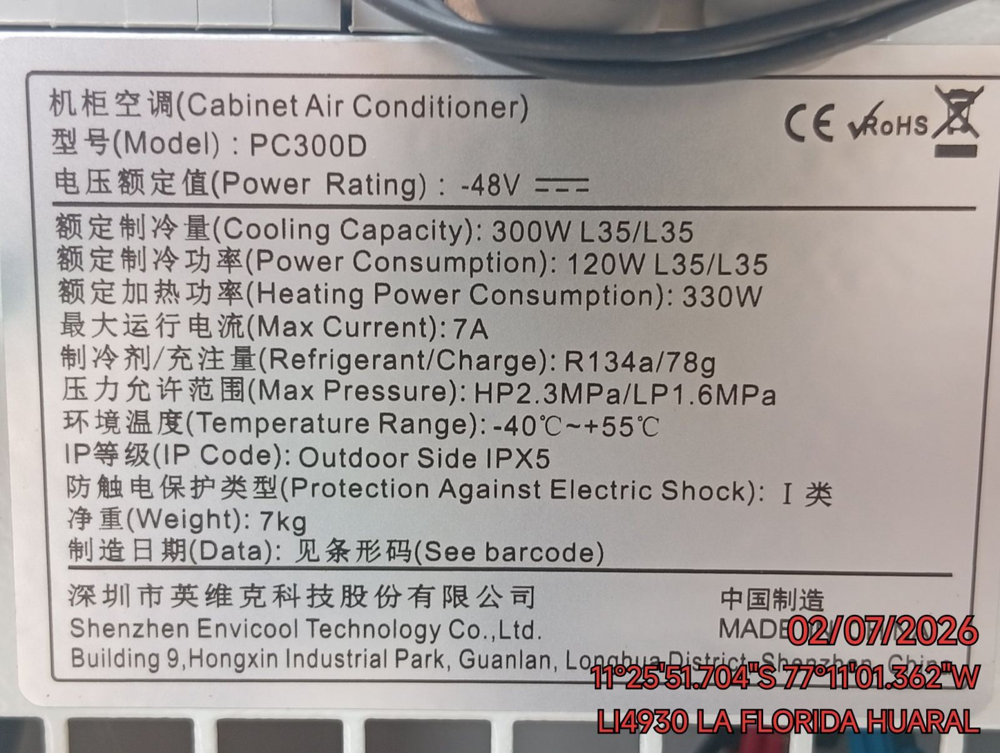 机柜空调(Cabinet Air Conditioner)
CE RoHS
型号(Model) : PC300D
电压额定值(Power Rating) : -48V
额定制冷量(Cooling Capacity): 300W L35/L35
额定制冷功率(Power Consumption): 120W L35/L35
额定加热功率(Heating Power Consumption): 330W
最大运行电流(Max Current): 7A
制冷剂/充注量(Refrigerant/Charge): R134a/78g
压力允许范围(Max Pressure): HP2.3MPa/LP1.6MPa
环境温度(Temperature Range): -40℃~+55℃
IP等级(IP Code): Outdoor Side IPX5
防触电保护类型(Protection Against Electric Shock): I 类
净重(Weight): 7kg
制造日期(Data): 见条形码(See barcode)
深圳市英维克科技股份有限公司
中国制造
Shenzhen Envicool Technology Co.,Ltd.
MADE IN CHINA
Building 9,Hongxin Industrial Park, Guanlan, Longhua District, Shenzhen, China
02/07/2026
11°25'51.704"S 77°11'01.362"W
LI4930 LA FLORIDA HUARAL